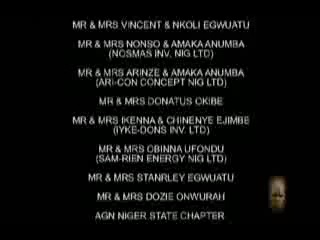 MR & MRS VINCENT & NKOLI EGWUATU
MR & MRS NONSO & AMAKA ANUMBA
(NOSMAS INV. NIG LTD)
MR & MRS ARINZE & AMAKA ANUMBA
(ARI-CON CONCEPT NIG LTD)
MR & MRS DONATUS OKIBE
MR & MRS IKENNA & CHINENYE EJIMBE
(IYKE-DONS INV. LTD)
MR & MRS OBINNA UFONDU
(SAM-RIEN ENERGY NIG LTD)
MR & MRS STANRLEY EGWUATU
MR & MRS DOZIE ONWURAH
AGN NIGER STATE CHAPTER